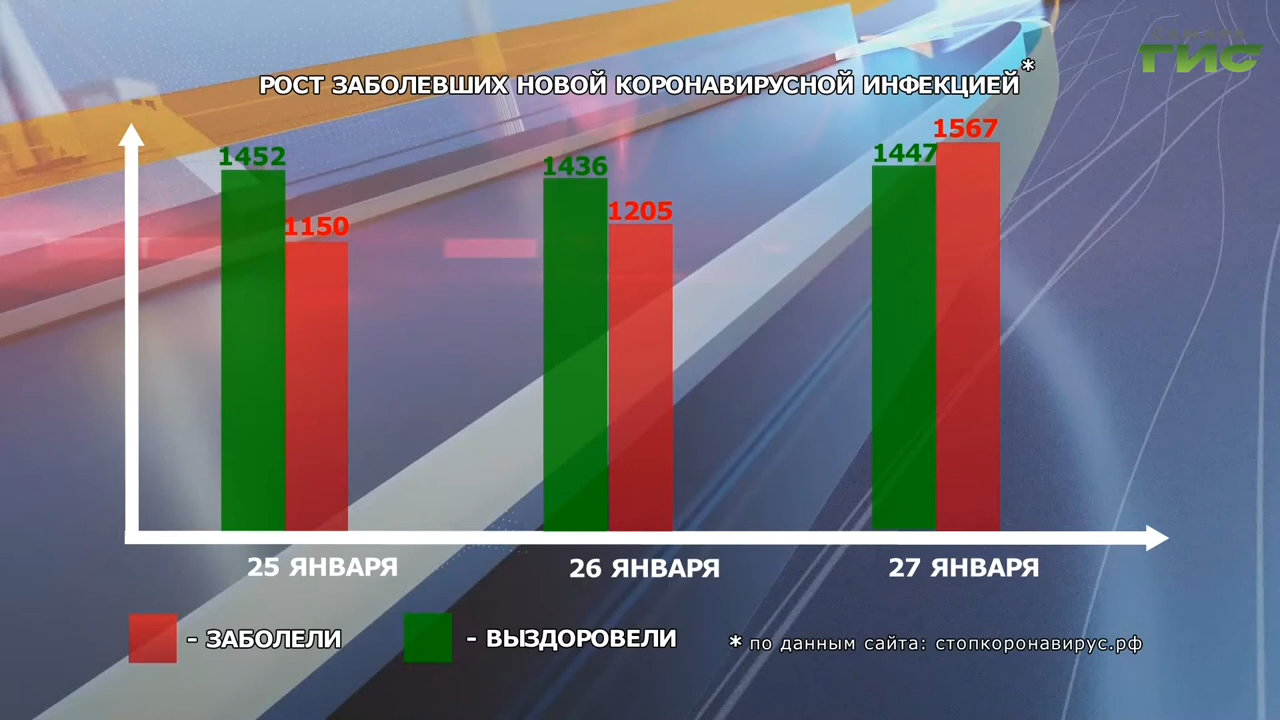 РОСТ ЗАБОЛЕВШИХ НОВОЙ КОРОНАВИРУСНОЙ ИНФЕКЦИЕЙ*
САМАРА
ГИС
1452
1150
1436
1205
1447
1567
25 ЯНВАРЯ
26 ЯНВАРЯ
27 ЯНВАРЯ
- ЗАБОЛЕЛИ
- ВЫЗДОРОВЕЛИ
* по данным сайта: стопкоронавирус.рф